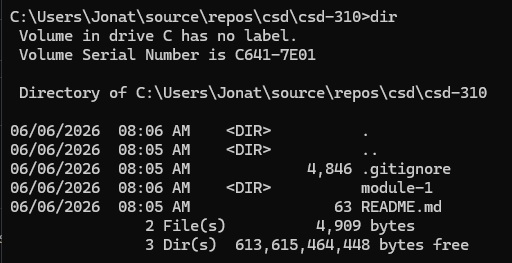 C:\Users\Jonat\source\repos\csd\csd-310>dir
 Volume in drive C has no label.
 Volume Serial Number is C641-7E01

 Directory of C:\Users\Jonat\source\repos\csd\csd-310

06/06/2026  08:06 AM    <DIR>          .
06/06/2026  08:05 AM    <DIR>          ..
06/06/2026  08:05 AM             4,846 .gitignore
06/06/2026  08:06 AM    <DIR>          module-1
06/06/2026  08:05 AM                63 README.md
               2 File(s)          4,909 bytes
               3 Dir(s)  613,615,464,448 bytes free